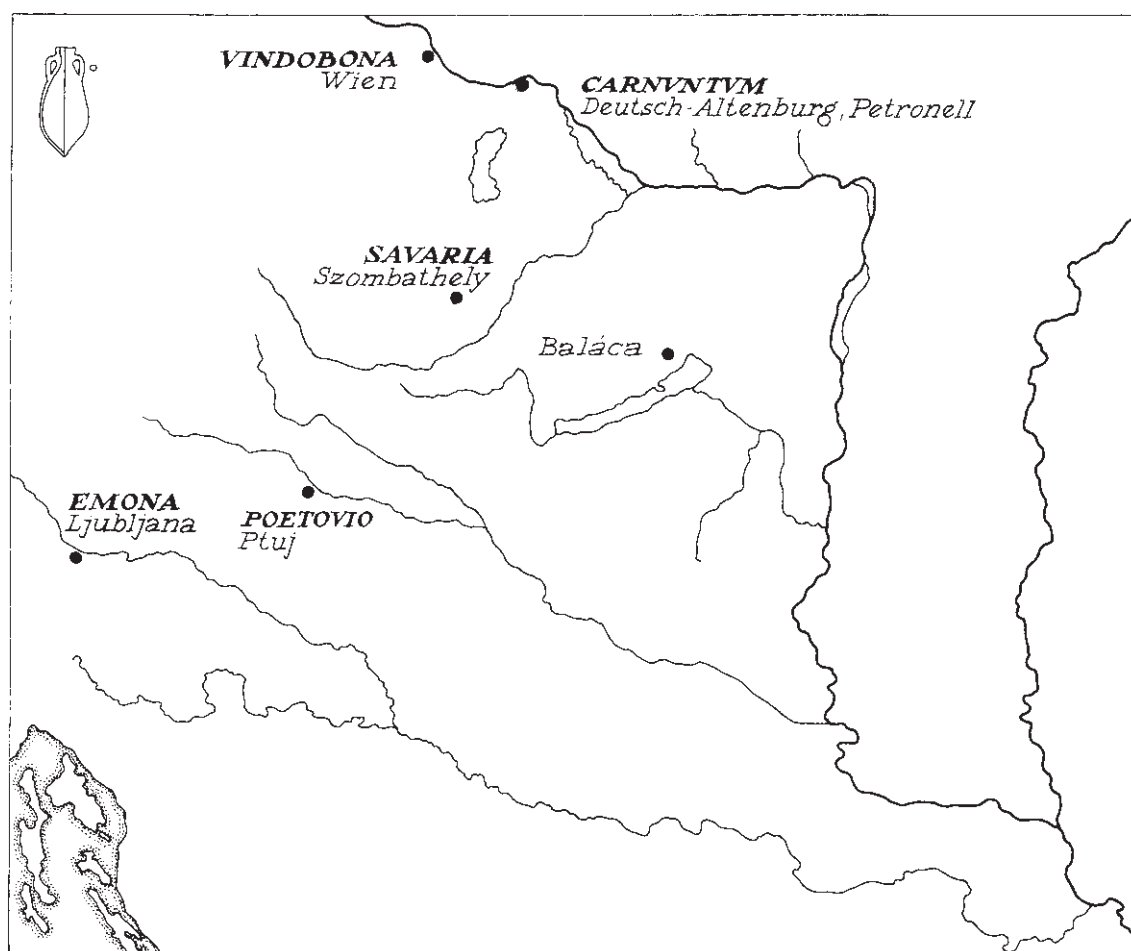 VINDOBONA
Wien
CARNVNTVM
Deutsch-Altenburg, Petronell
SAVARIA
Szombathely
Baláca
EMONA
Ljubljana
POETOVIO
Ptuj